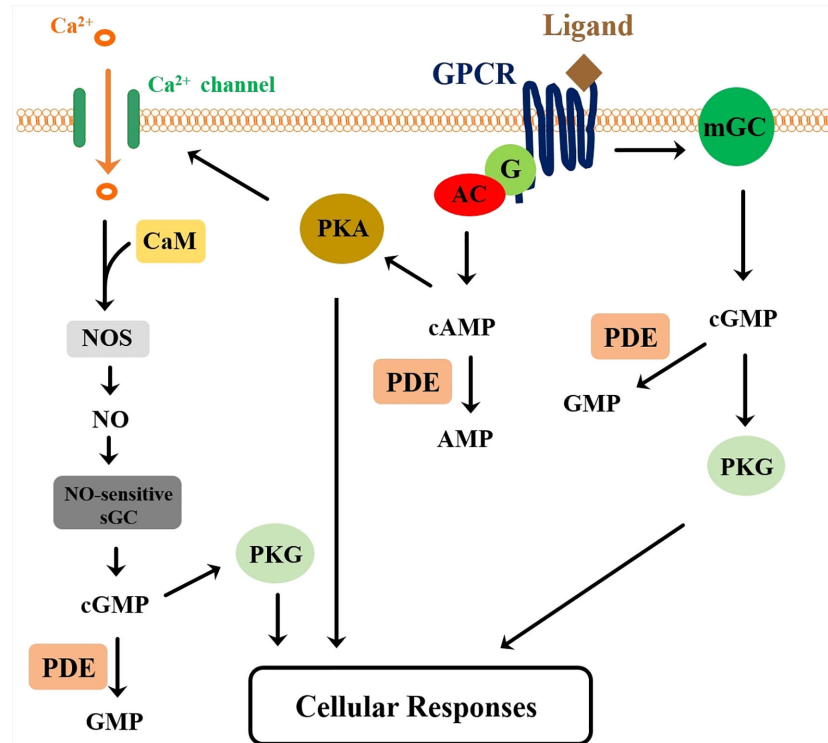 Ca²⁺
Ligand
GPCR
Ca²⁺ channel
mGC
G
AC
CaM
PKA
cAMP
cGMP
NOS
PDE
PDE
GMP
NO
AMP
PKG
NO-sensitive
sGC
PKG
cGMP
PDE
GMP
Cellular Responses